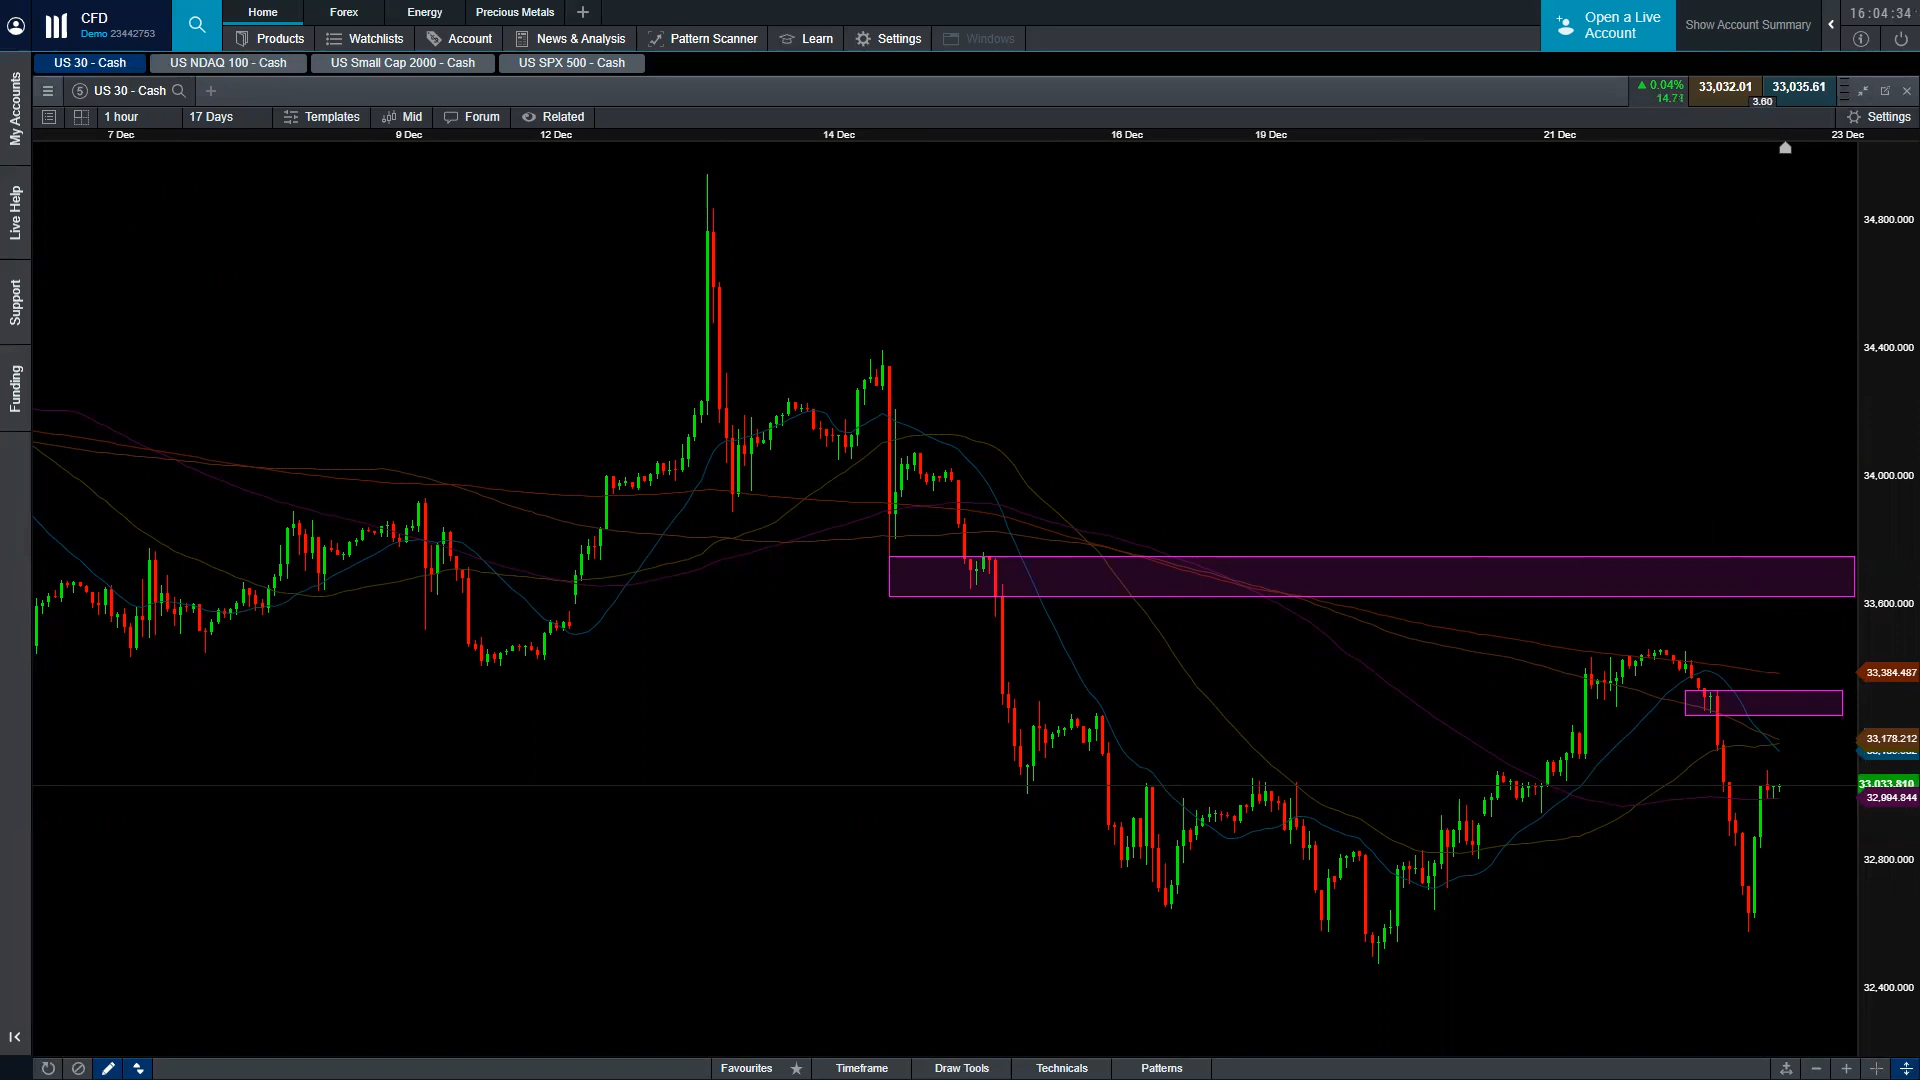 CFD
Demo 23442753
Home Forex Energy Precious Metals
Products Watchlists Account News & Analysis Pattern Scanner Learn Settings Windows
Open a Live Account
Show Account Summary
16:04:34
US 30 - Cash US NDAQ 100 - Cash US Small Cap 2000 - Cash US SPX 500 - Cash
5 US 30 - Cash
0.04%
14.71
33,032.01 33,035.61
3.60
1 hour 17 Days Templates Mid Forum Related Settings
7 Dec 9 Dec 12 Dec 14 Dec 16 Dec 19 Dec 21 Dec 23 Dec
My Accounts
Live Help
Support
Funding
34,800.000
34,400.000
34,000.000
33,600.000
33,384.487
33,178.212
33,033.810
32,994.844
32,800.000
32,400.000
Favourites Timeframe Draw Tools Technicals Patterns